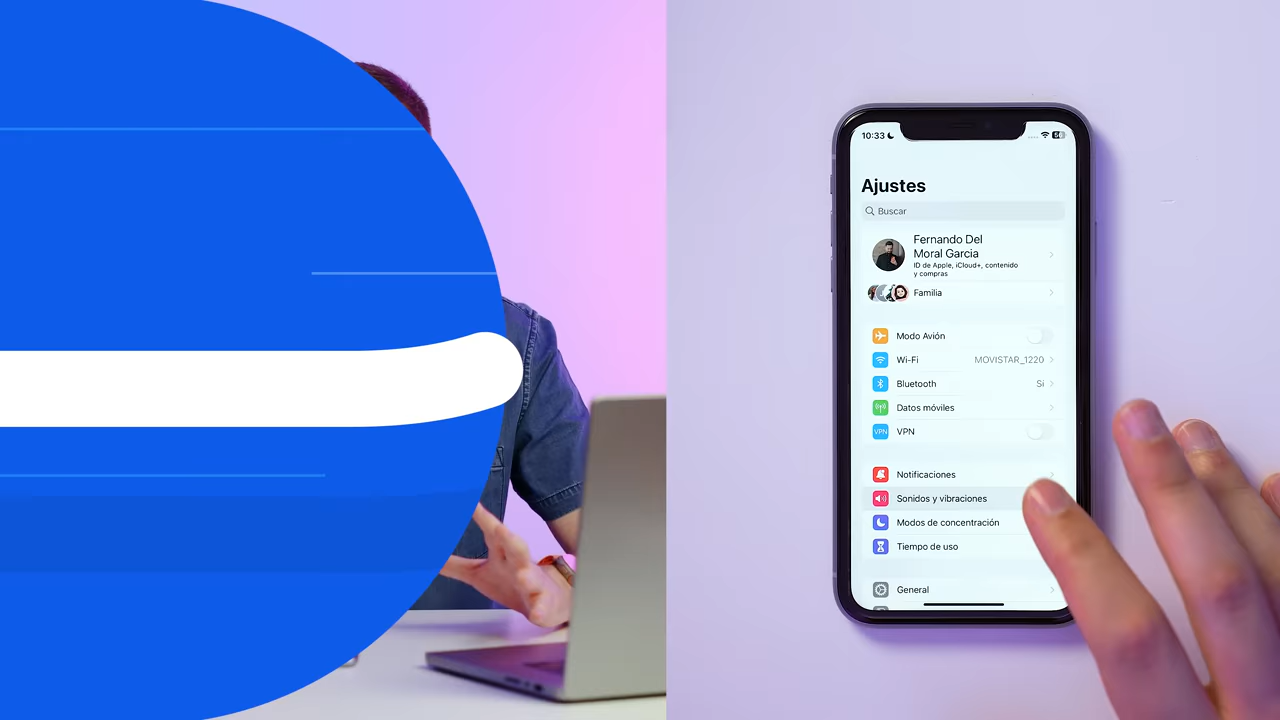 10:33
Ajustes
Buscar
Fernando Del
Moral Garcia
ID de Apple, iCloud+, contenido
y compras
Familia
Modo Avión
Wi-Fi MOVISTAR_1220
Bluetooth Sí
Datos móviles
VPN VPN
Notificaciones
Sonidos y vibraciones
Modos de concentración
Tiempo de uso
General